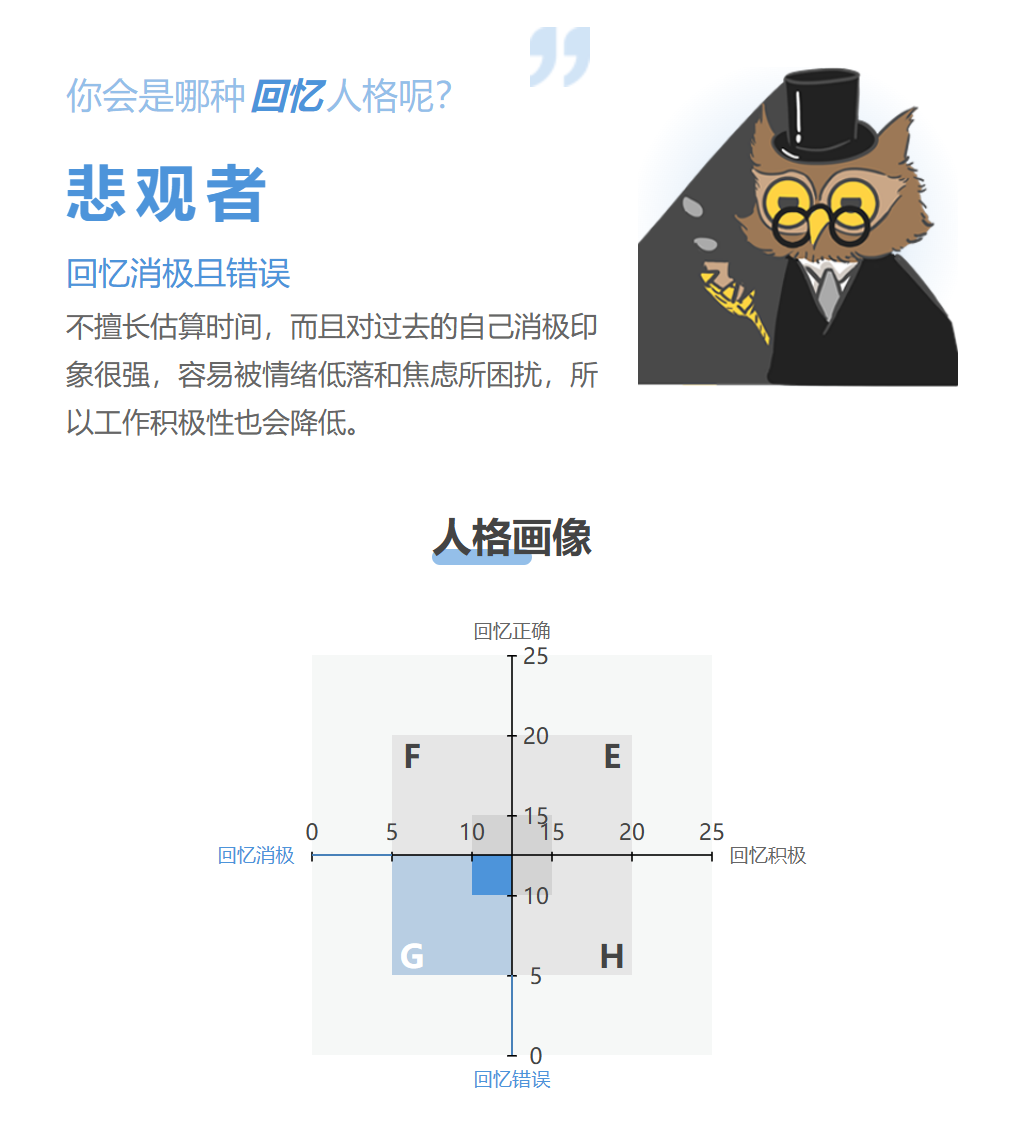 你会是哪种回忆人格呢？
悲观者
回忆消极且错误
不擅长估算时间，而且对过去的自己消极印
象很强，容易被情绪低落和焦虑所困扰，所
以工作积极性也会降低。
人格画像
回忆正确
25
20
F
E
15
0 5 10 15 20 25
回忆消极
回忆积极
10
G
H
5
0
回忆错误